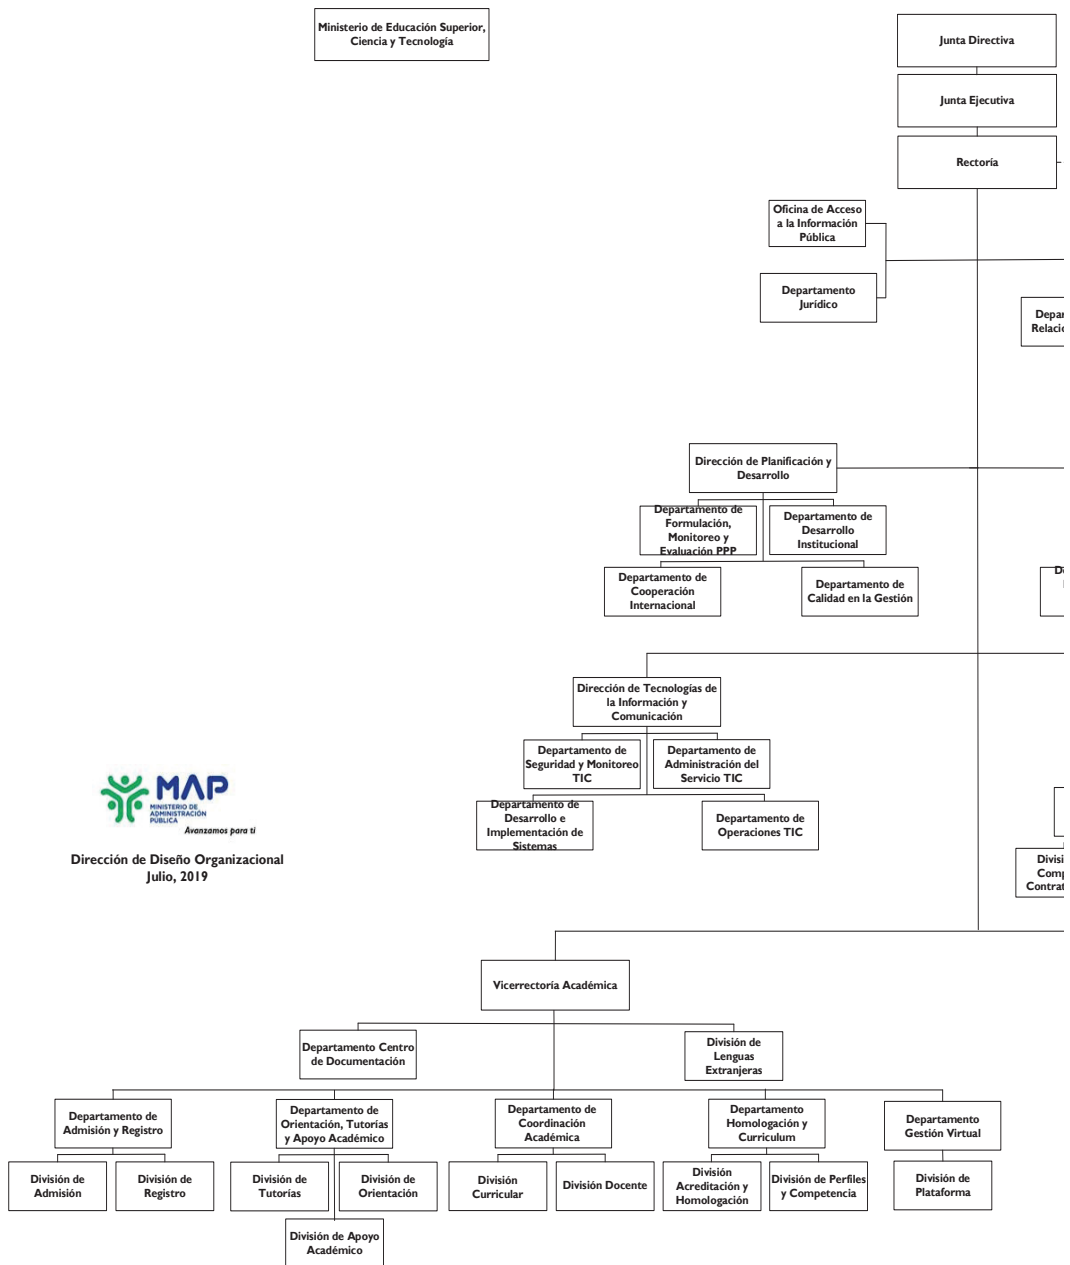 Ministerio de Educación Superior,
Ciencia y Tecnología
Junta Directiva
Junta Ejecutiva
Rectoría
Oficina de Acceso
a la Información
Pública
Departamento
Jurídico
Dirección de Planificación y
Desarrollo
Departamento de
Formulación,
Monitoreo y
Evaluación PPP
Departamento de
Desarrollo
Institucional
Departamento de
Cooperación
Internacional
Departamento de
Calidad en la Gestión
Dirección de Tecnologías de
la Información y
Comunicación
Departamento de
Seguridad y Monitoreo
TIC
Departamento de
Administración del
Servicio TIC
Departamento de
Desarrollo e
Implementación de
Sistemas
Departamento de
Operaciones TIC
MAP
MINISTERIO DE
ADMINISTRACIÓN
PÚBLICA
Avanzamos para ti
Dirección de Diseño Organizacional
Julio, 2019
Vicerrectoría Académica
Departamento Centro
de Documentación
División de
Lenguas
Extranjeras
Departamento de
Admisión y Registro
Departamento de
Orientación, Tutorías
y Apoyo Académico
Departamento de
Coordinación
Académica
Departamento
Homologación y
Curriculum
Departamento
Gestión Virtual
División de
Admisión
División de
Registro
División de
Tutorías
División de
Orientación
División
Curricular
División Docente
División
Acreditación y
Homologación
División de Perfiles
y Competencia
División de
Plataforma
División de Apoyo
Académico